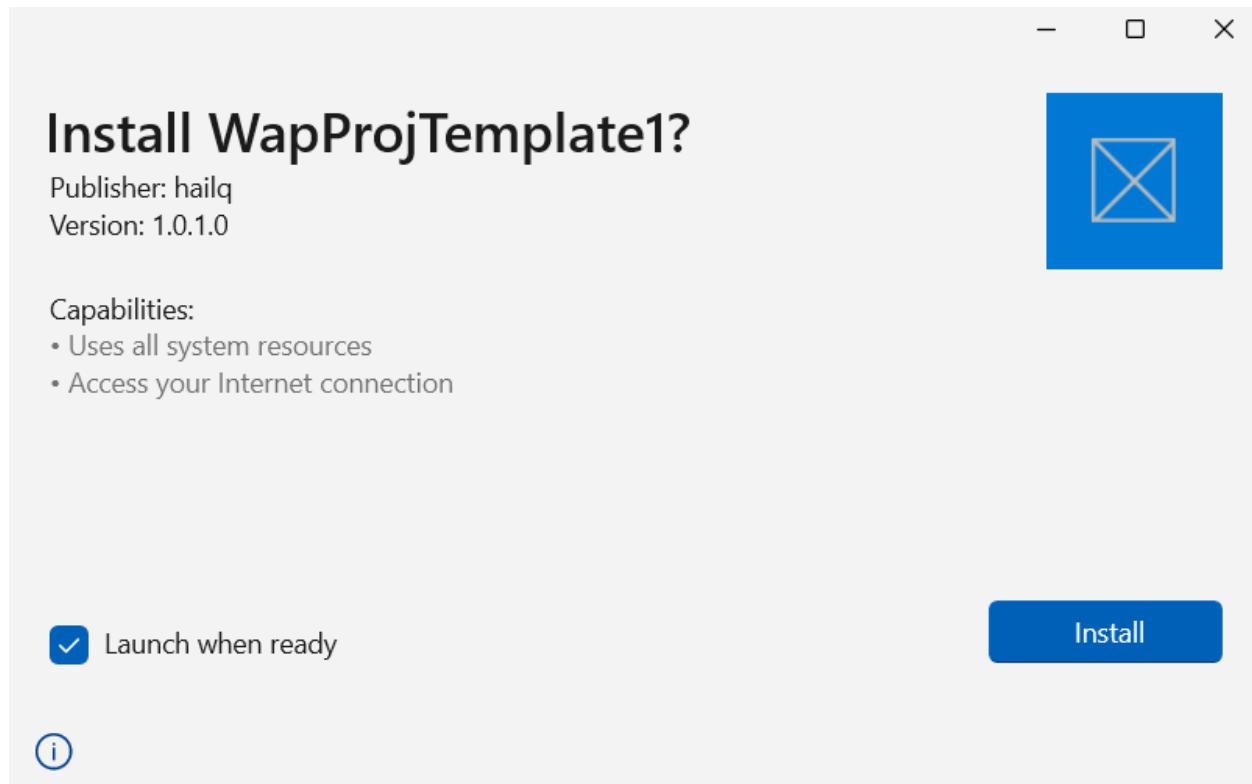 Install WapProjTemplate1?
Publisher: hailq
Version: 1.0.1.0
Capabilities:
• Uses all system resources
• Access your Internet connection
Launch when ready
Install